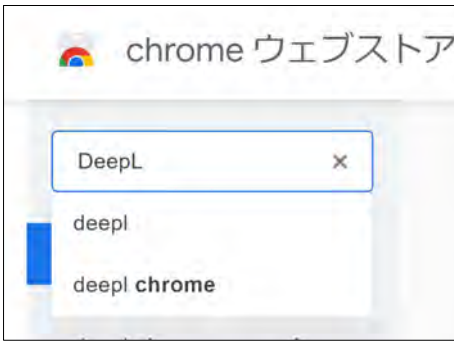 chrome ウェブストア
DeepL ×
deepl
deepl chrome